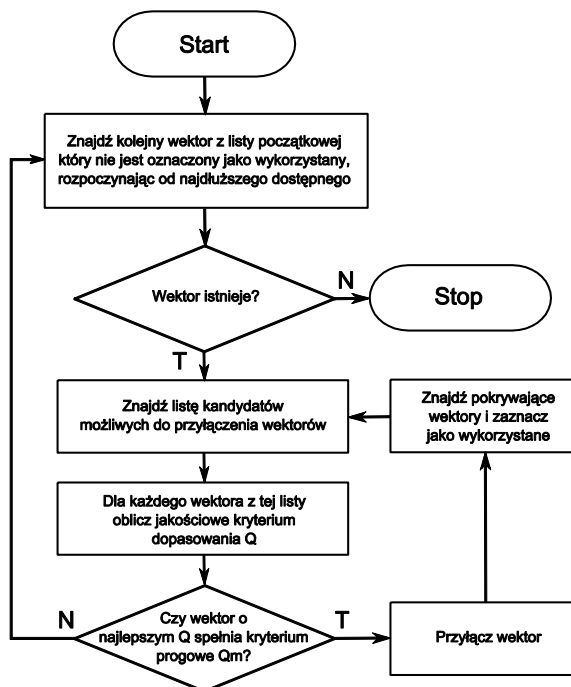 Start
Znajdź kolejny wektor z listy początkowej
który nie jest oznaczony jako wykorzystany,
rozpoczynając od najdłuższego dostępnego
Wektor istnieje?
N
Stop
T
Znajdź listę kandydatów
możliwych do przyłączenia wektorów
Znajdź pokrywające
wektory i zaznacz
jako wykorzystane
Dla każdego wektora z tej listy
oblicz jakościowe kryterium
dopasowania Q
N
Czy wektor o
najlepszym Q spełnia kryterium
progowe Qm?
T
Przyłącz wektor